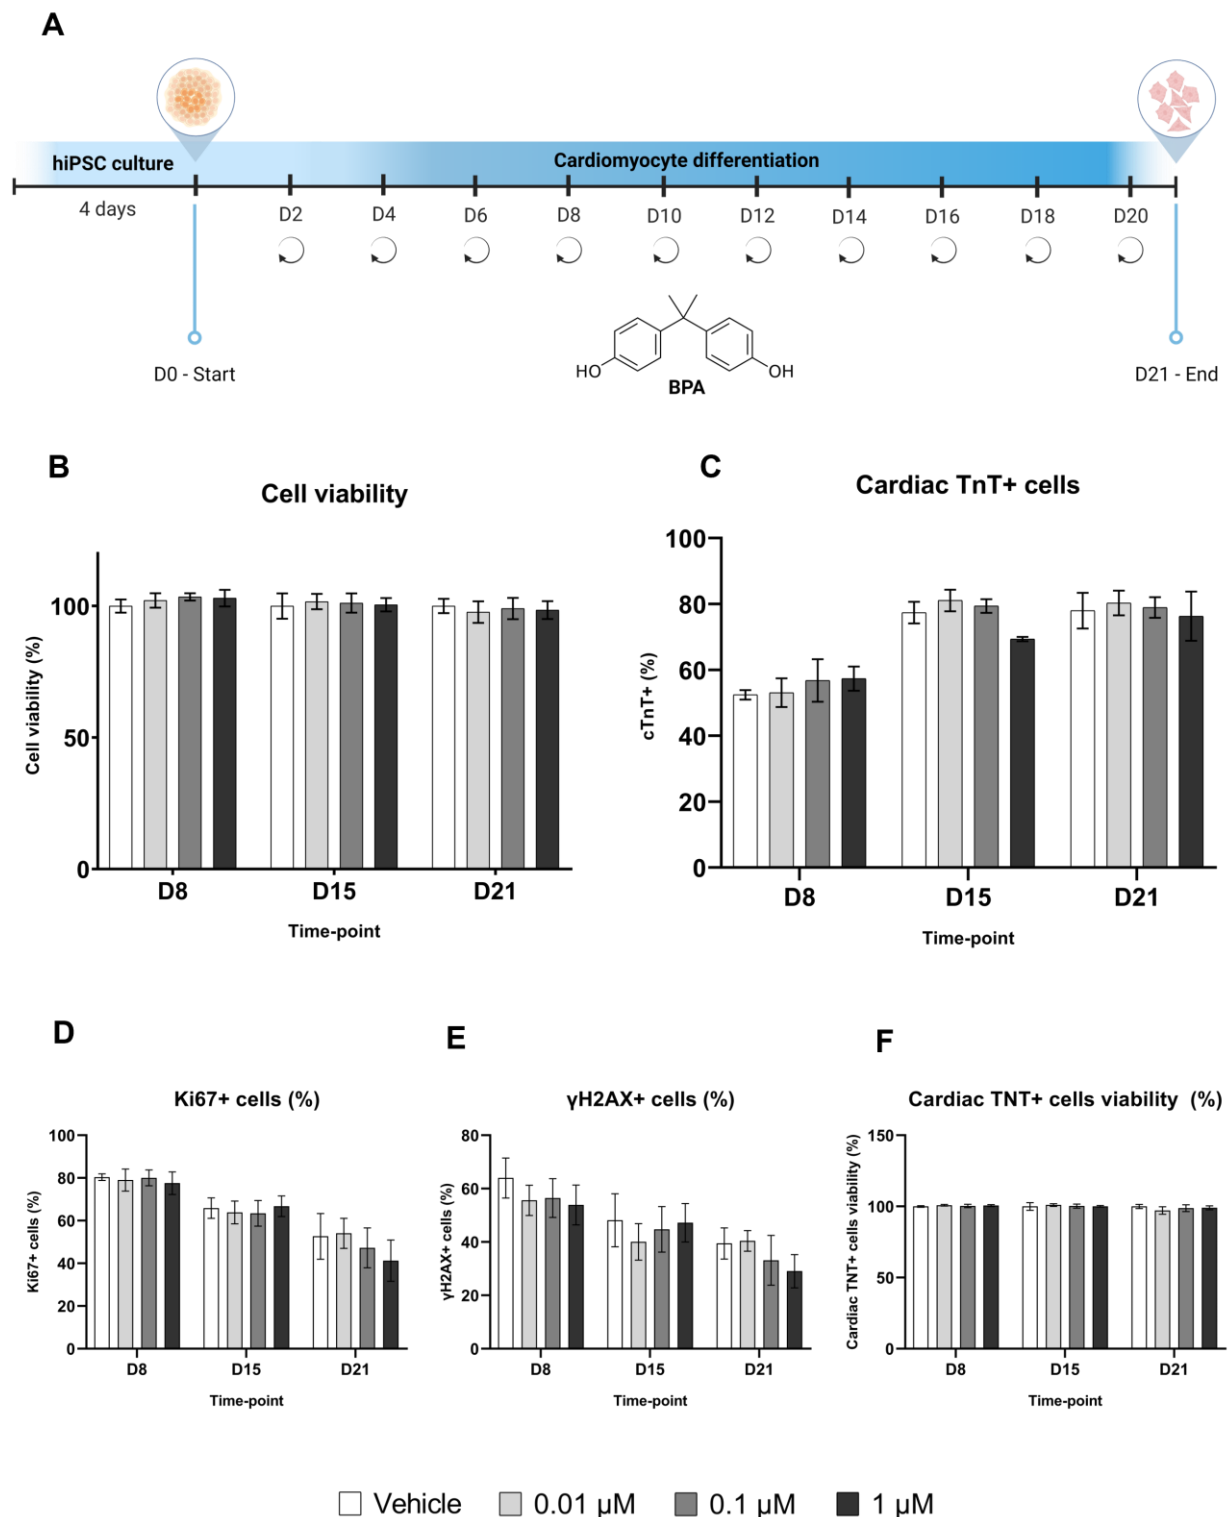 A
hiPSC culture
Cardiomyocyte differentiation
4 days
D2 D4 D6 D8 D10 D12 D14 D16 D18 D20
HO OH
BPA
D0 - Start
D21 - End
B
Cell viability
Cell viability (%)
100
50
0
D8 D15 D21
Time-point
C
Cardiac TnT+ cells
cTnT+ (%)
100
80
60
40
20
0
D8 D15 D21
Time-point
D
Ki67+ cells (%)
Ki67+ cells (%)
100
80
60
40
20
0
D8 D15 D21
Time-point
E
γH2AX+ cells (%)
γH2AX+ cells (%)
80
60
40
20
0
D8 D15 D21
Time-point
F
Cardiac TNT+ cells viability (%)
Cardiac TNT+ cells viability (%)
150
100
50
0
D8 D15 D21
Time-point
Vehicle 0.01 μM 0.1 μM 1 μM